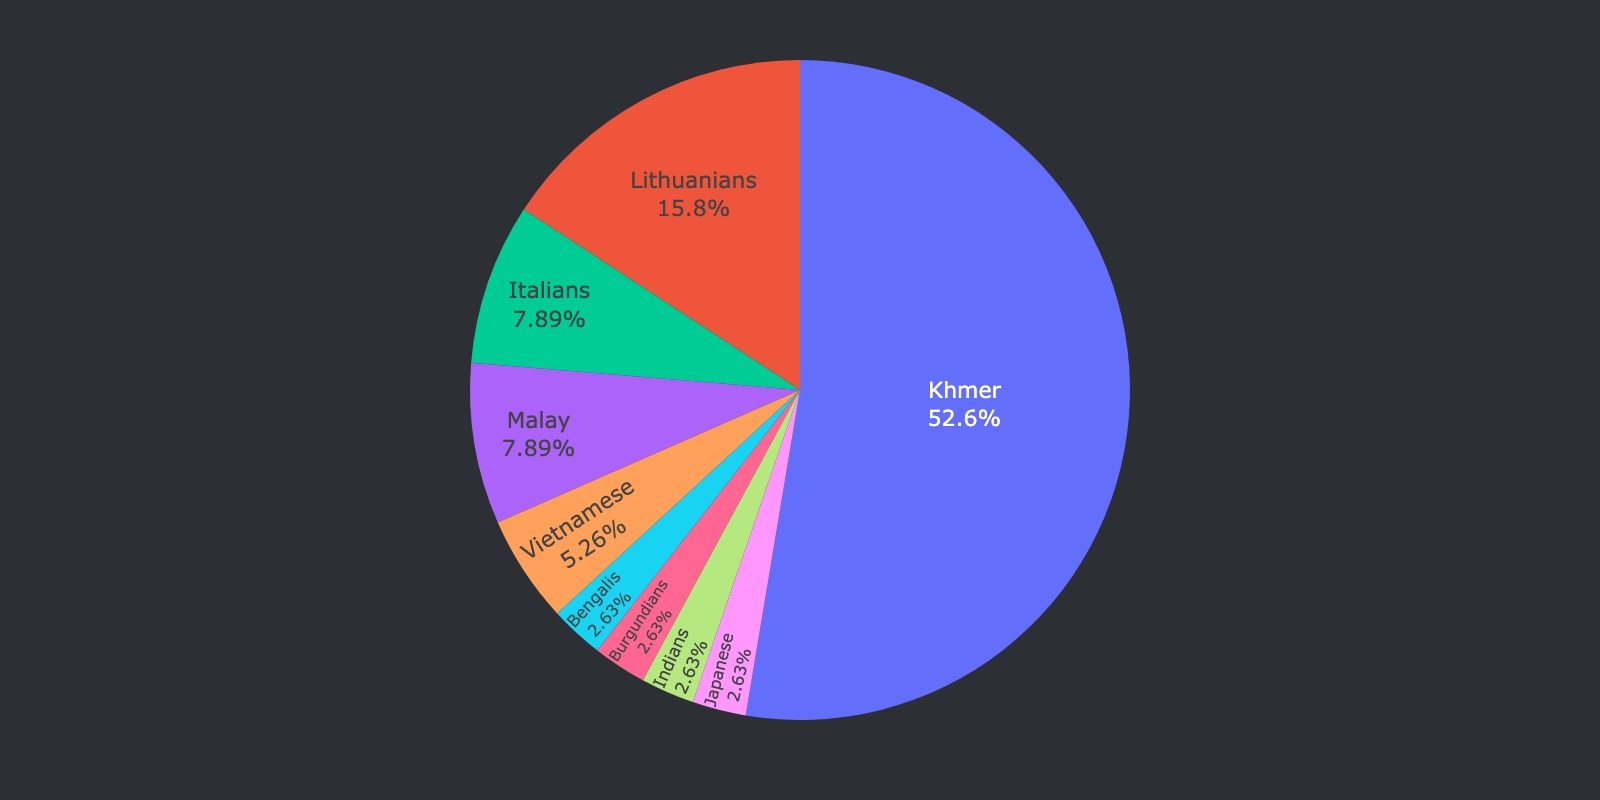 Lithuanians
15.8%
Italians
7.89%
Khmer
52.6%
Malay
7.89%
Vietnamese
5.26%
Bengalis
2.63%
Burgundians
2.63%
Indians
2.63%
Japanese
2.63%